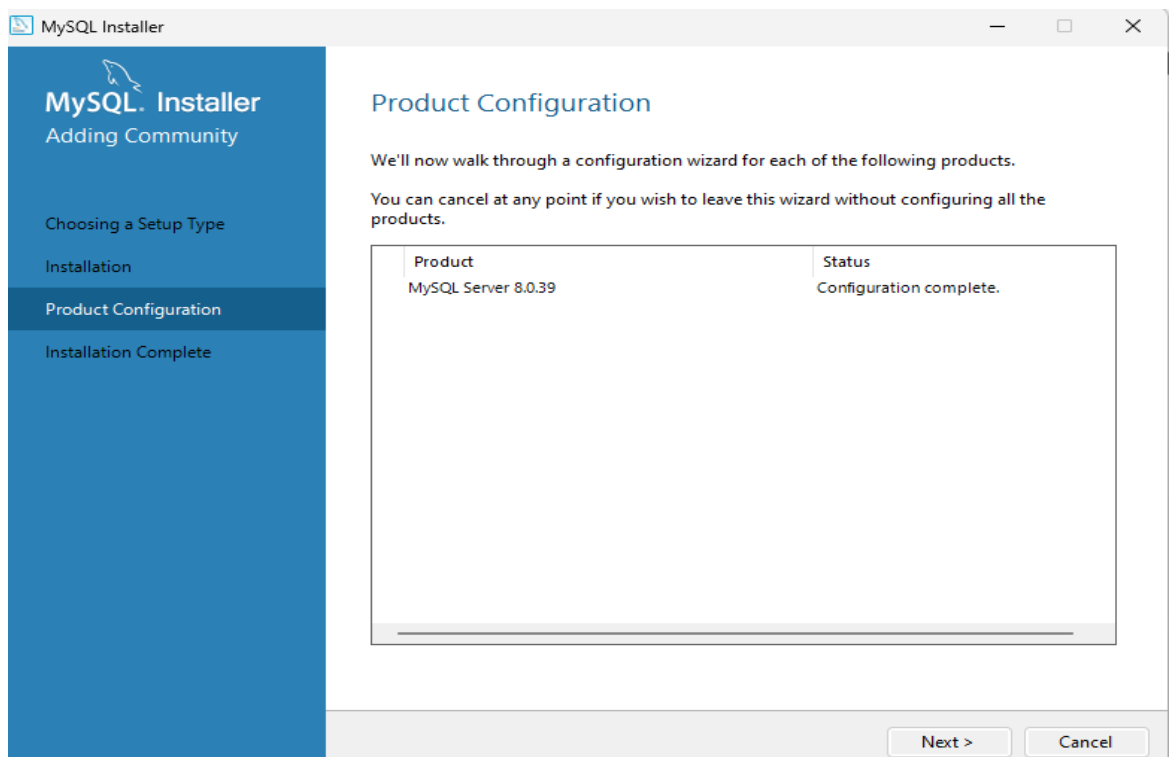 MySQL Installer
MySQL. Installer
Adding Community
Choosing a Setup Type
Installation
Product Configuration
Installation Complete
Product Configuration
We'll now walk through a configuration wizard for each of the following products.
You can cancel at any point if you wish to leave this wizard without configuring all the
products.
Product Status
MySQL Server 8.0.39 Configuration complete.
Next > Cancel